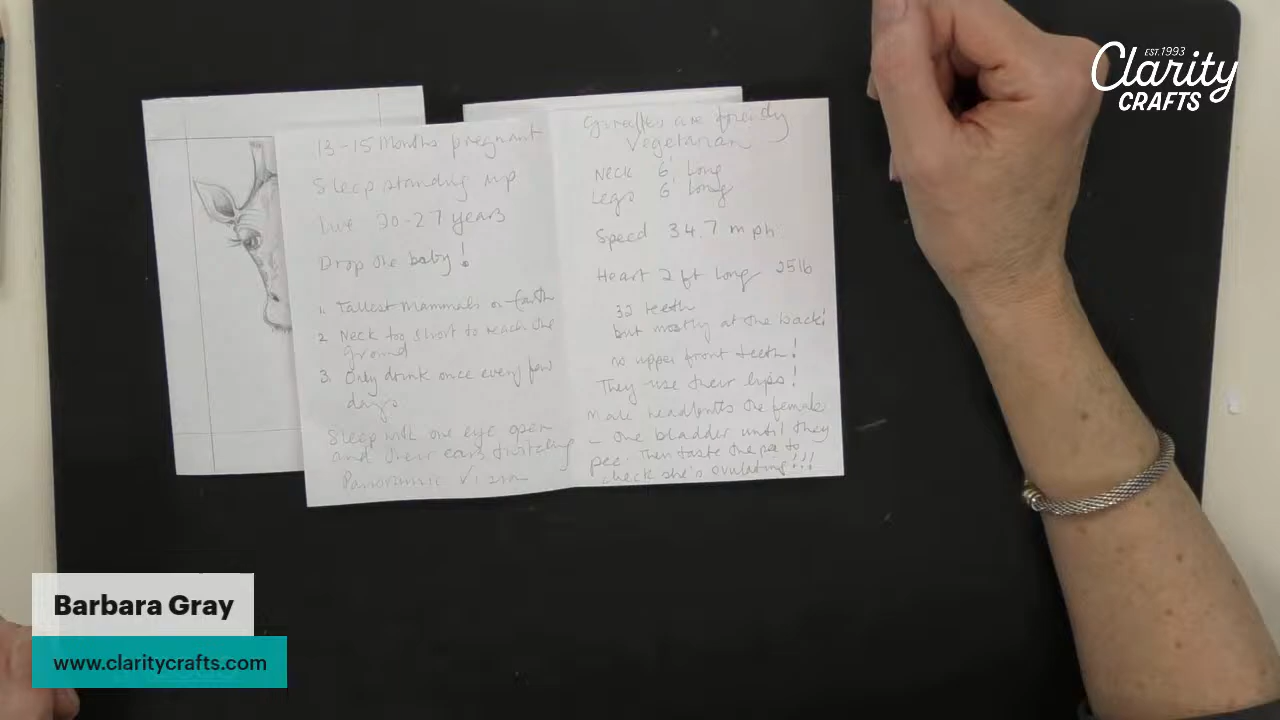 13-15 Months pregnant
Sleep standing up
Live 20-27 years
Drop the baby!
1. Tallest mammals on Earth
2 Neck too short to reach the
ground
3. Only drink once every few
days
Sleep with one eye open
and their ears twitching
Panoramic Vision
Giraffes are friendly
Vegetarian
Neck 6' Long
Legs 6' Long
Speed 34.7 mph
Heart 2 ft long 25lb
32 teeth
but mostly at the back!
no upper front teeth!
They use their lips!
Male headbutts the female
- the bladder until they
pee. Then taste the pee to
check she's ovulating!!!
EST. 1993
Clarity
CRAFTS
Barbara Gray
www.claritycrafts.com